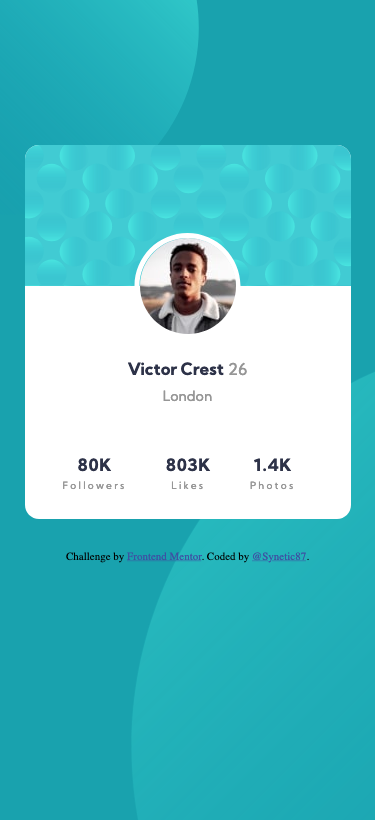 Victor Crest 26
London
80K 803K 1.4K
Followers Likes Photos
Challenge by Frontend Mentor. Coded by @Synetic87.